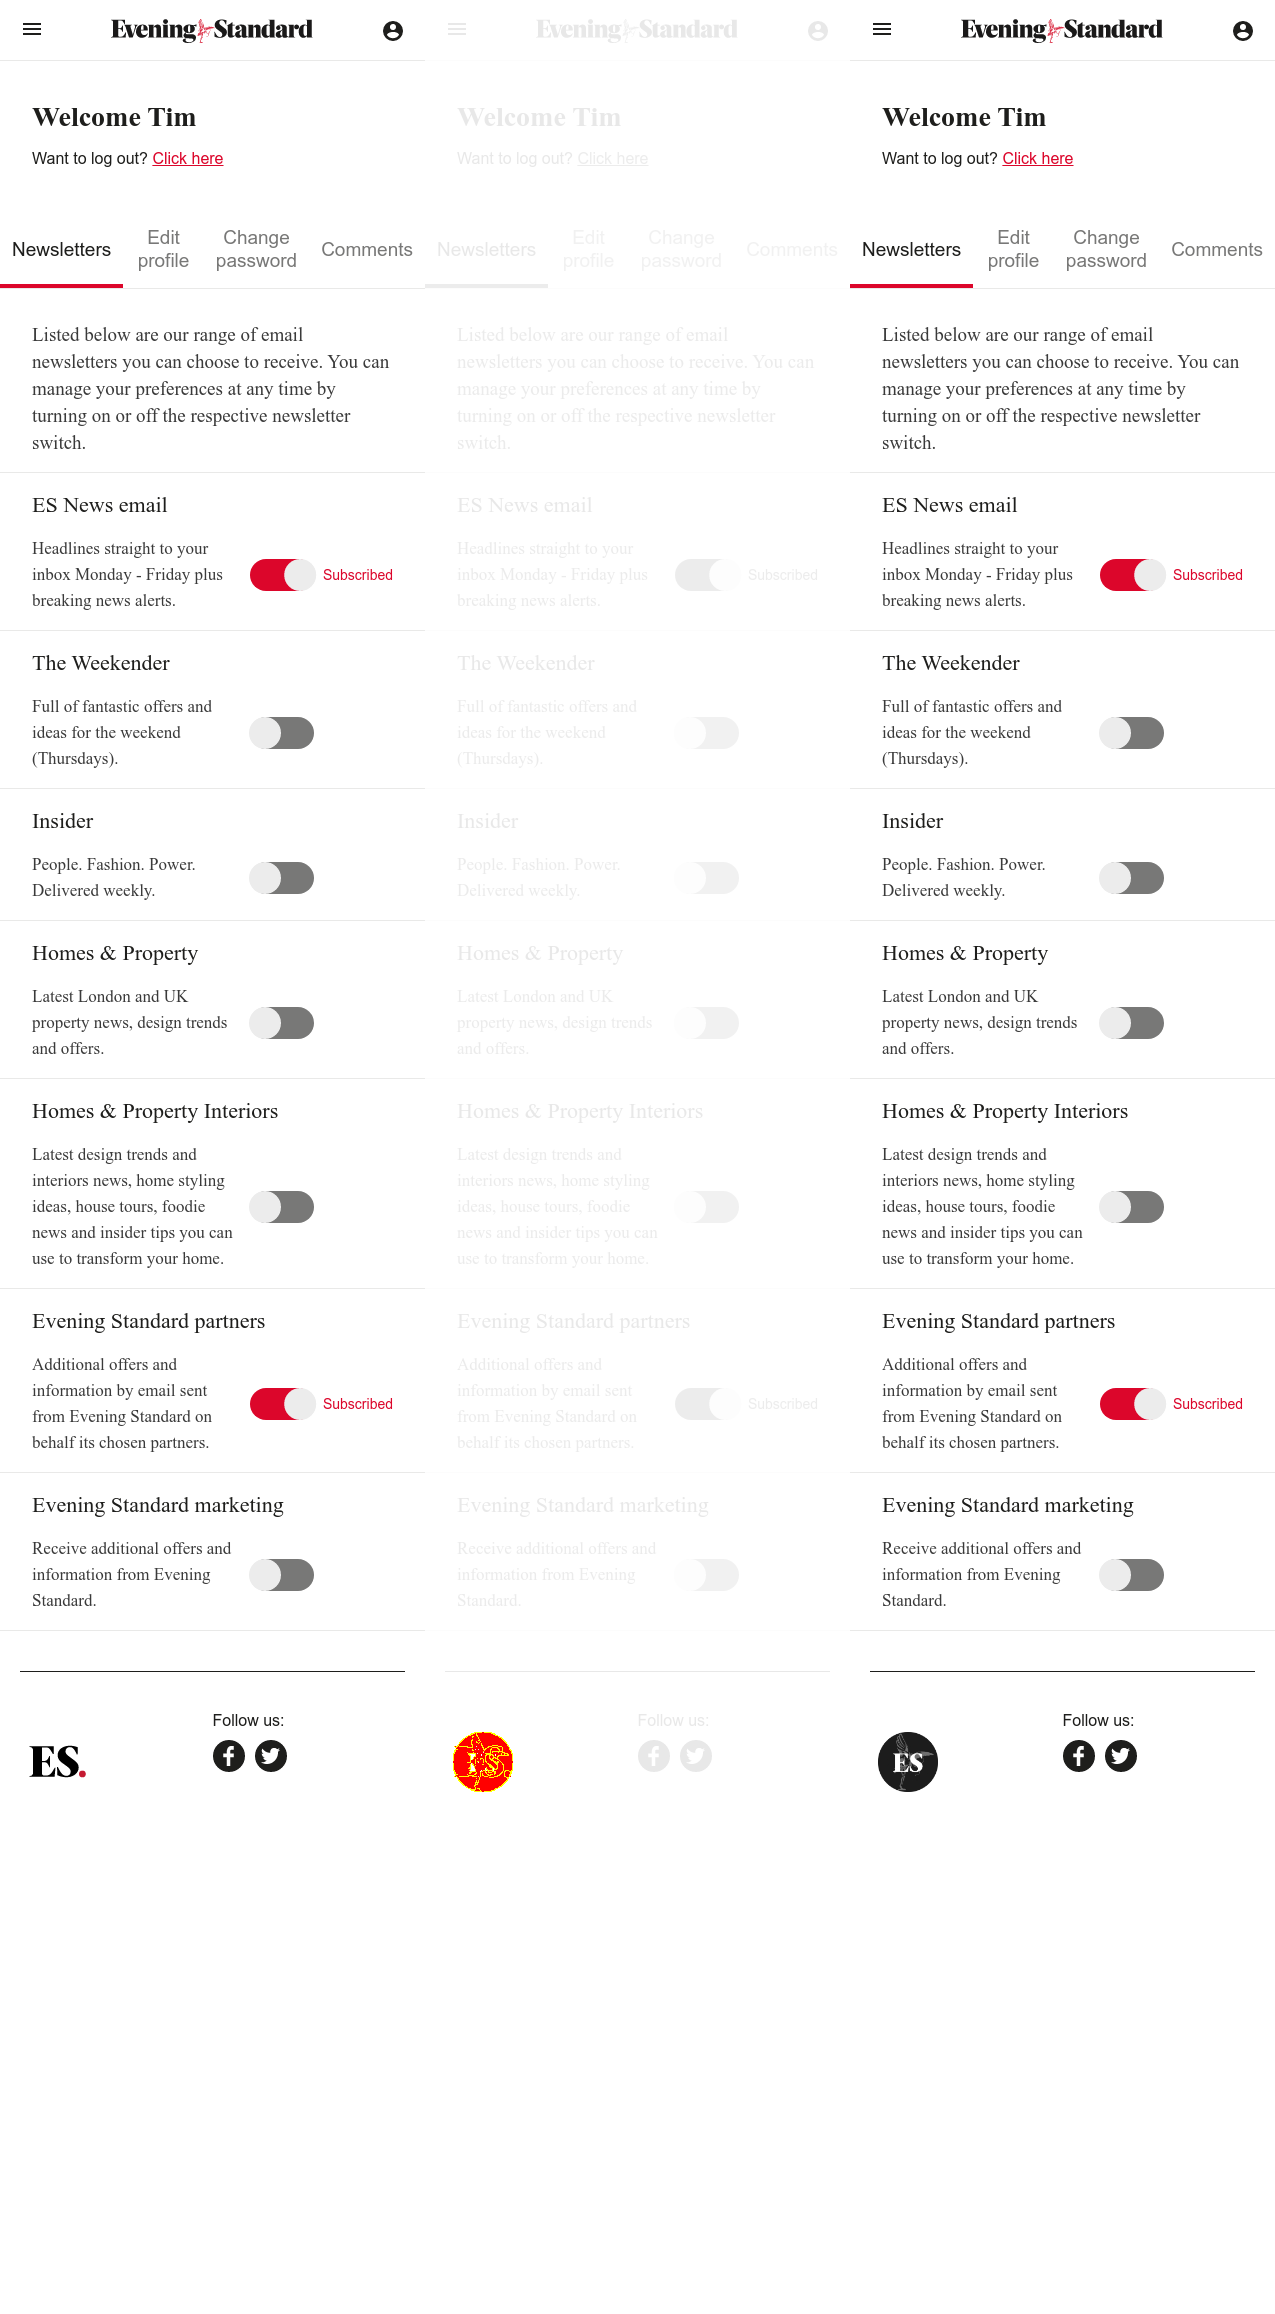 Evening Standard
Welcome Tim
Want to log out? Click here
Newsletters
Edit profile
Change password
Comments
Listed below are our range of email
newsletters you can choose to receive. You can
manage your preferences at any time by
turning on or off the respective newsletter
switch.
ES News email
Headlines straight to your
inbox Monday - Friday plus
breaking news alerts.
Subscribed
The Weekender
Full of fantastic offers and
ideas for the weekend
(Thursdays).
Insider
People. Fashion. Power.
Delivered weekly.
Homes & Property
Latest London and UK
property news, design trends
and offers.
Homes & Property Interiors
Latest design trends and
interiors news, home styling
ideas, house tours, foodie
news and insider tips you can
use to transform your home.
Evening Standard partners
Additional offers and
information by email sent
from Evening Standard on
behalf its chosen partners.
Subscribed
Evening Standard marketing
Receive additional offers and
information from Evening
Standard.
Follow us:
ES.
Evening Standard
Welcome Tim
Want to log out? Click here
Newsletters
Edit profile
Change password
Comments
Listed below are our range of email
newsletters you can choose to receive. You can
manage your preferences at any time by
turning on or off the respective newsletter
switch.
ES News email
Headlines straight to your
inbox Monday - Friday plus
breaking news alerts.
Subscribed
The Weekender
Full of fantastic offers and
ideas for the weekend
(Thursdays).
Insider
People. Fashion. Power.
Delivered weekly.
Homes & Property
Latest London and UK
property news, design trends
and offers.
Homes & Property Interiors
Latest design trends and
interiors news, home styling
ideas, house tours, foodie
news and insider tips you can
use to transform your home.
Evening Standard partners
Additional offers and
information by email sent
from Evening Standard on
behalf its chosen partners.
Subscribed
Evening Standard marketing
Receive additional offers and
information from Evening
Standard.
Follow us:
Evening Standard
Welcome Tim
Want to log out? Click here
Newsletters
Edit profile
Change password
Comments
Listed below are our range of email
newsletters you can choose to receive. You can
manage your preferences at any time by
turning on or off the respective newsletter
switch.
ES News email
Headlines straight to your
inbox Monday - Friday plus
breaking news alerts.
Subscribed
The Weekender
Full of fantastic offers and
ideas for the weekend
(Thursdays).
Insider
People. Fashion. Power.
Delivered weekly.
Homes & Property
Latest London and UK
property news, design trends
and offers.
Homes & Property Interiors
Latest design trends and
interiors news, home styling
ideas, house tours, foodie
news and insider tips you can
use to transform your home.
Evening Standard partners
Additional offers and
information by email sent
from Evening Standard on
behalf its chosen partners.
Subscribed
Evening Standard marketing
Receive additional offers and
information from Evening
Standard.
Follow us:
ES